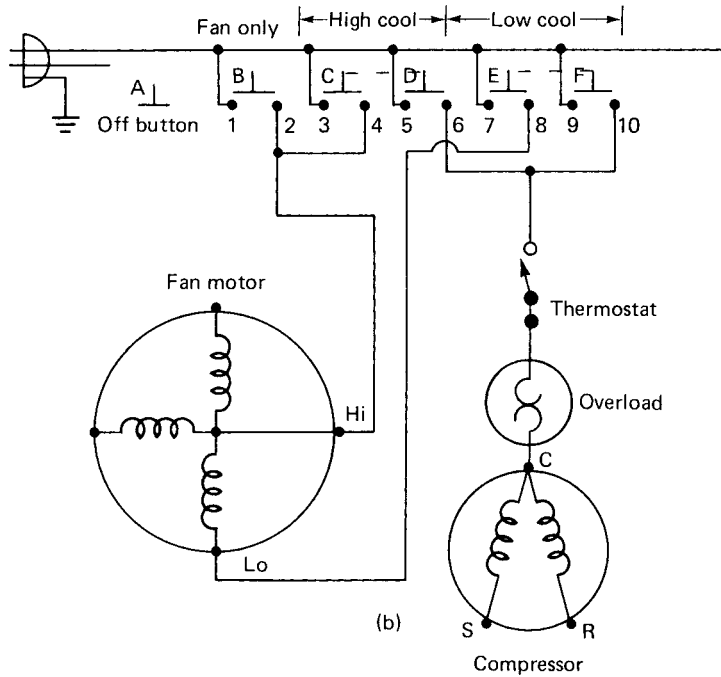 Fan only
High cool
Low cool
A
B
C
D
E
F
Off button
1
2
3
4
5
6
7
8
9
10
Fan motor
Thermostat
Hi
Overload
C
Lo
(b)
S
R
Compressor